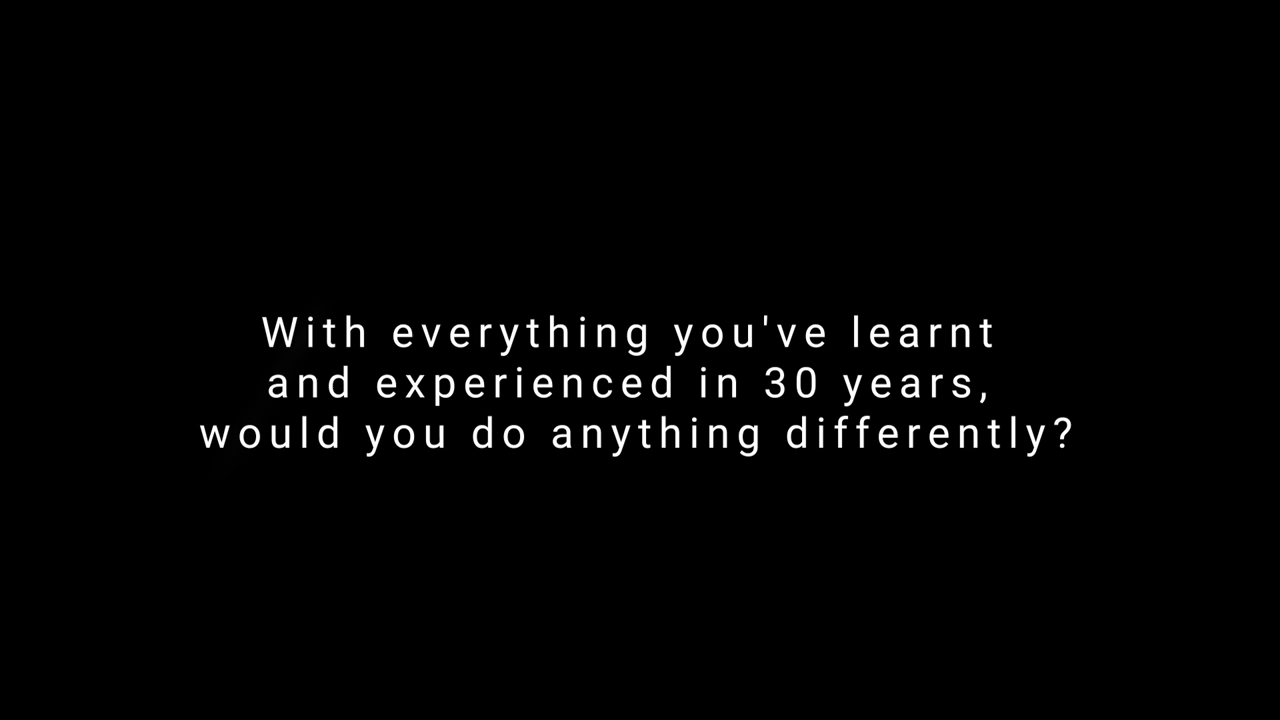 With everything you've learnt
and experienced in 30 years,
would you do anything differently?